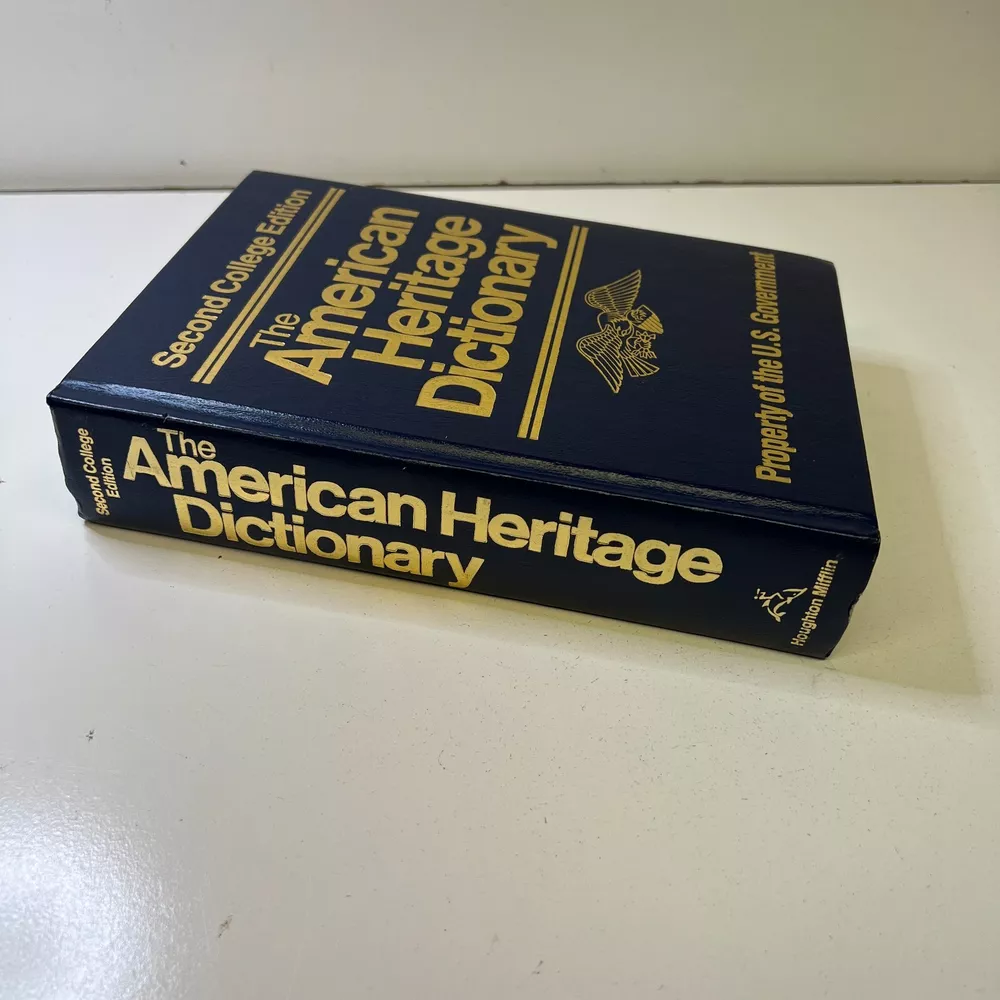 Second College Edition
The
American
Heritage
Dictionary
Property of the U.S. Government
Second College
Edition
The
American Heritage
Dictionary
Houghton Mifflin